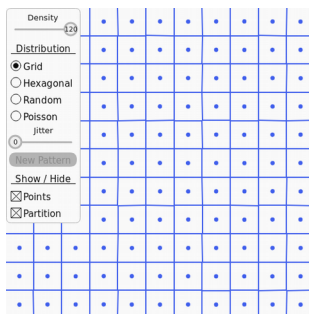 Density
120
Distribution
Grid
Hexagonal
Random
Poisson
Jitter
0
New Pattern
Show / Hide
Points
Partition